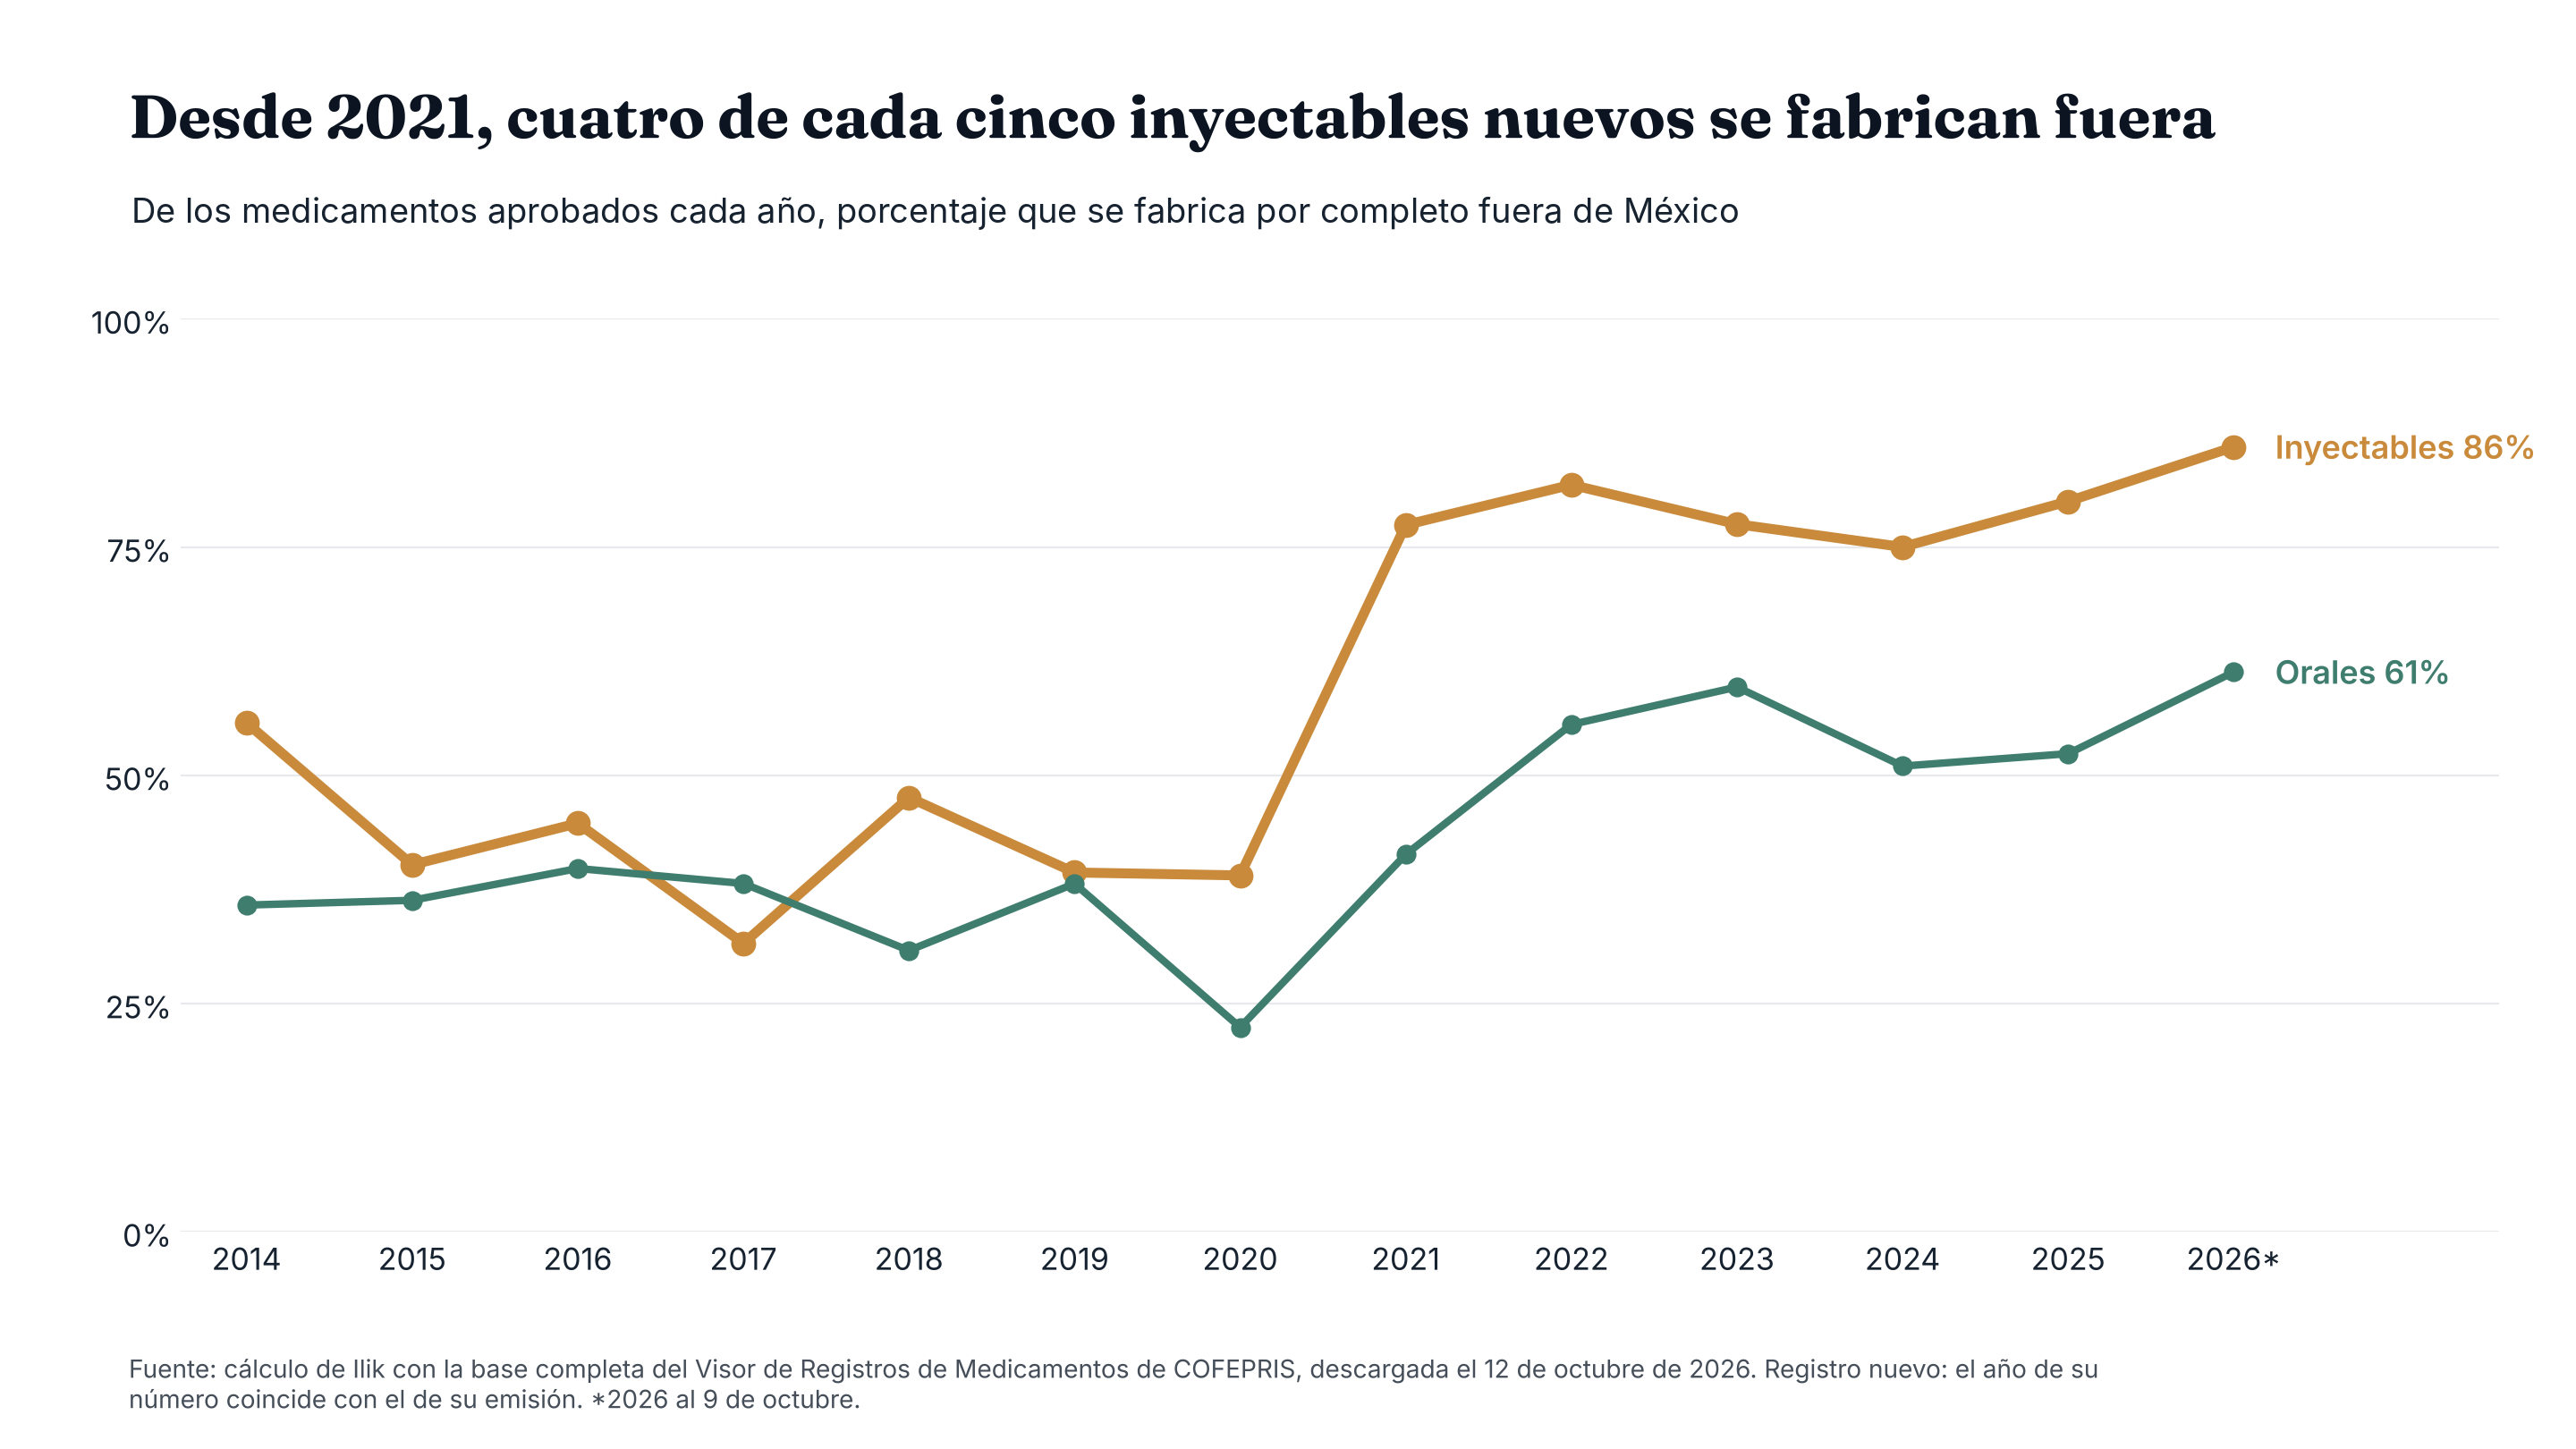 Desde 2021, cuatro de cada cinco inyectables nuevos se fabrican fuera
De los medicamentos aprobados cada año, porcentaje que se fabrica por completo fuera de México
100%
Inyectables 86%
75%
Orales 61%
50%
25%
0%
2014 2015 2016 2017 2018 2019 2020 2021 2022 2023 2024 2025 2026*
Fuente: cálculo de Ilik con la base completa del Visor de Registros de Medicamentos de COFEPRIS, descargada el 12 de octubre de 2026. Registro nuevo: el año de su
número coincide con el de su emisión. *2026 al 9 de octubre.